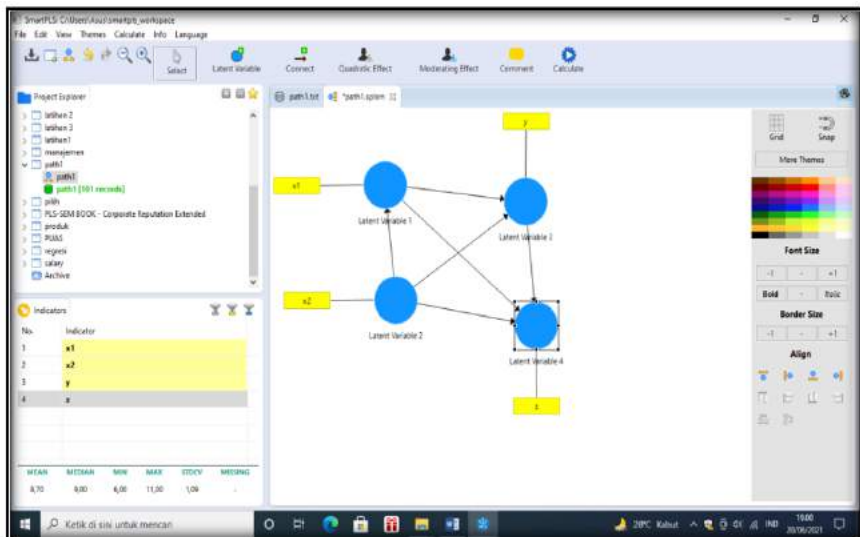 SmartPLS: C:\Users\Asus\smartpls_workspace
File Edit View Themes Calculate Info Language
Select
Latent Variable
Connect
Quadratic Effect
Moderating Effect
Comment
Calculate
Project Explorer
latihan 2
latihan 3
latihan1
manajemen
path1
path1
path1 [101 records]
pilih
PLS-SEM BOOK - Corporate Reputation Extended
produk
PUAS
regresi
salary
Archive
Indicators
No. Indicator
1 x1
2 x2
3 y
4 z
MEAN MEDIAN MIN MAX STDEV MISSING
8,70 9,00 6,00 11,00 1,09 -
path1.txt
*path1.splsm
y
x1
Latent Variable 1
Latent Variable 3
x2
Latent Variable 2
Latent Variable 4
z
Grid
Snap
More Themes
Font Size
-1 - +1
Bold - Italic
Border Size
-1 - +1
Align
Ketik di sini untuk mencari
28°C Kabut
IND
19.00
20/06/2021